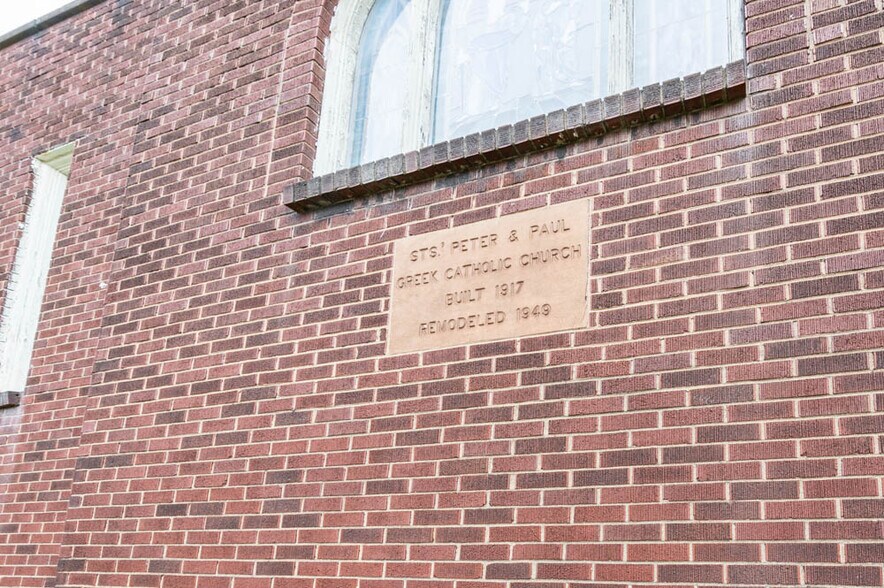 STS. PETER & PAUL
GREEK CATHOLIC CHURCH
BUILT 1917
REMODELED 1949